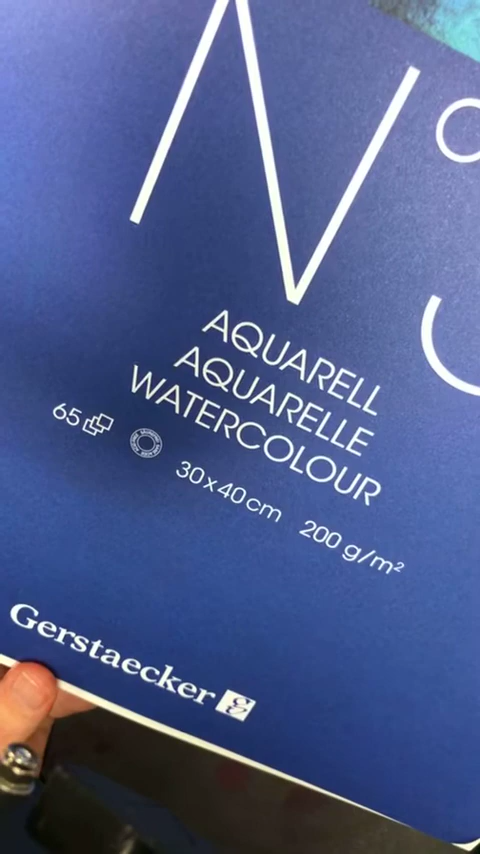 N°
AQUARELL
AQUARELLE
WATERCOLOUR
65
30x40cm 200 g/m²
Gerstaecker